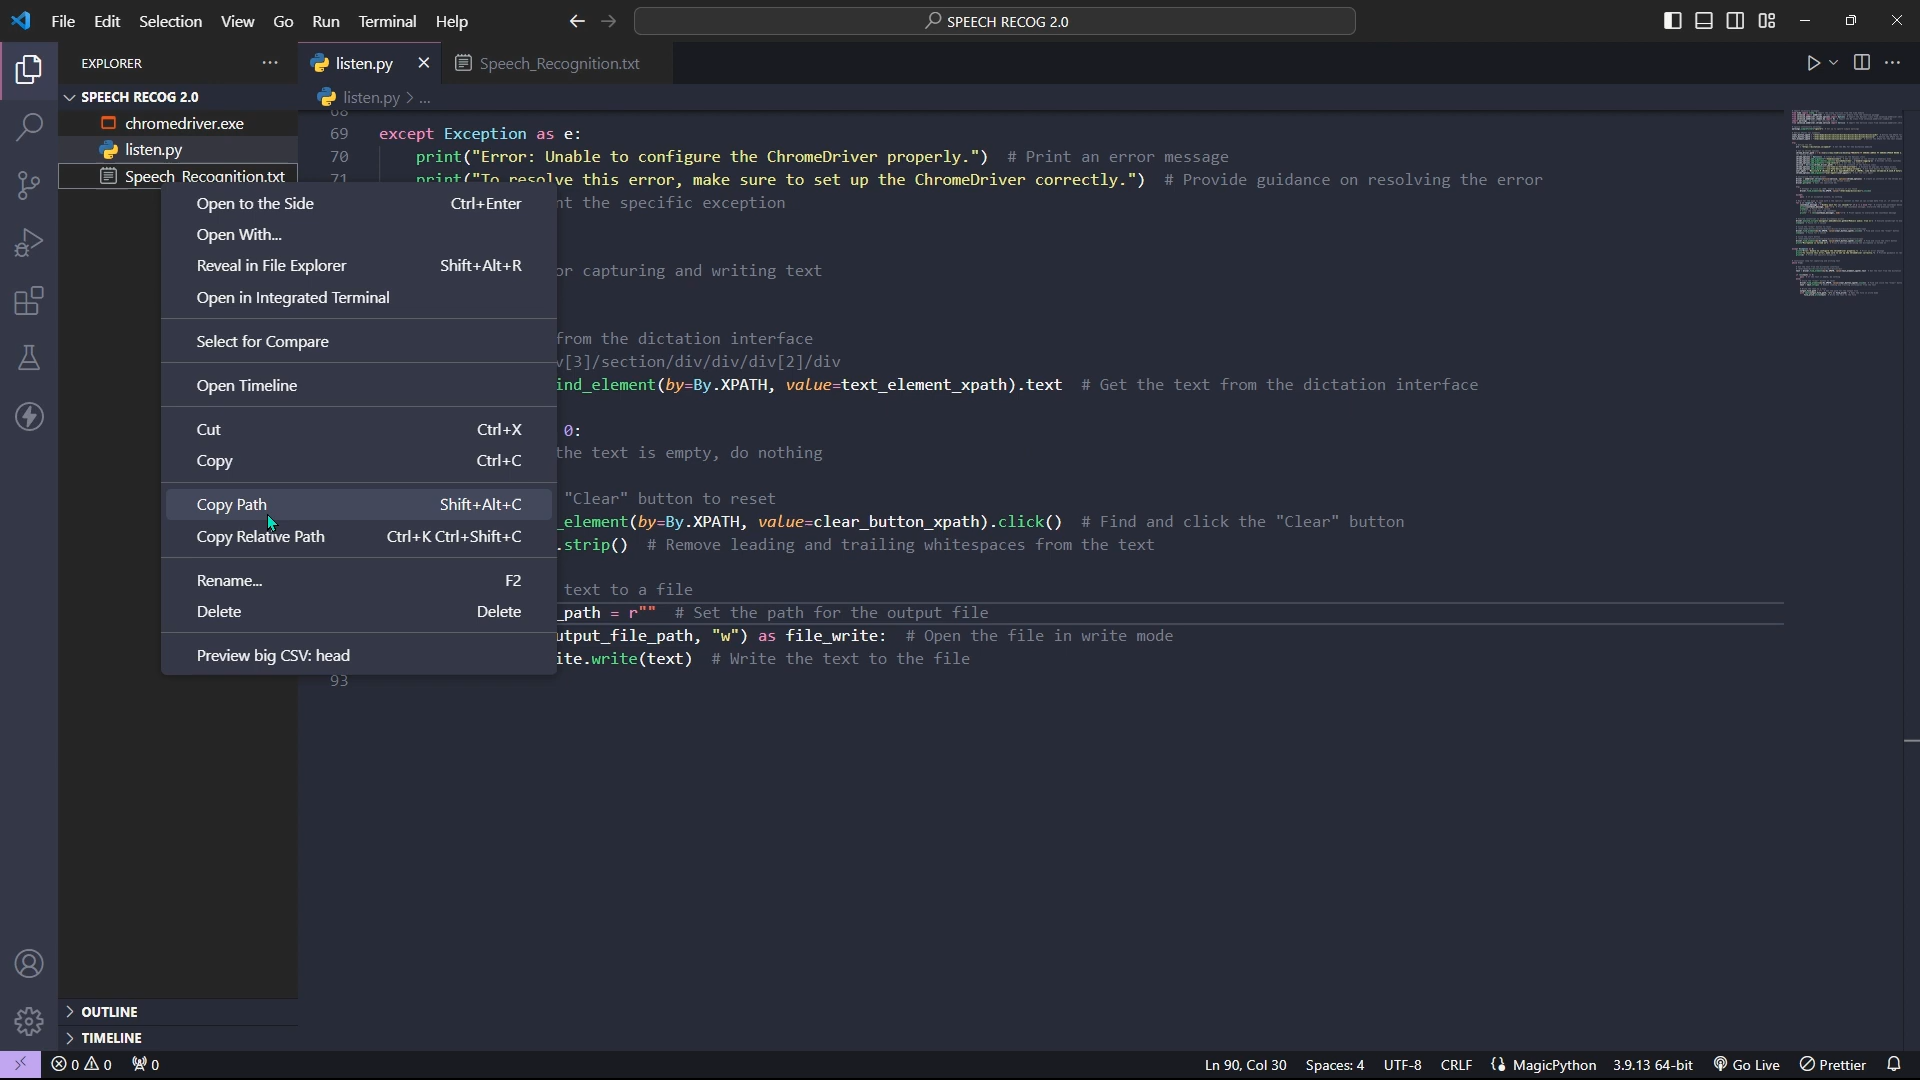 File Edit Selection View Go Run Terminal Help
SPEECH RECOG 2.0
EXPLORER
listen.py
Speech_Recognition.txt
SPEECH RECOG 2.0
listen.py > ...
chromedriver.exe
listen.py
Speech_Recognition.txt
69 except Exception as e:
70 print("Error: Unable to configure the ChromeDriver properly.") # Print an error message
71 print("To resolve this error, make sure to set up the ChromeDriver correctly.") # Provide guidance on resolving the error
nt the specific exception
or capturing and writing text
from the dictation interface
v[3]/section/div/div/div[2]/div
ind_element(by=By.XPATH, value=text_element_xpath).text # Get the text from the dictation interface
0:
the text is empty, do nothing
"Clear" button to reset
_element(by=By.XPATH, value=clear_button_xpath).click() # Find and click the "Clear" button
.strip() # Remove leading and trailing whitespaces from the text
text to a file
_path = r"" # Set the path for the output file
utput_file_path, "w") as file_write: # Open the file in write mode
ite.write(text) # Write the text to the file
93
Open to the Side Ctrl+Enter
Open With...
Reveal in File Explorer Shift+Alt+R
Open in Integrated Terminal
Select for Compare
Open Timeline
Cut Ctrl+X
Copy Ctrl+C
Copy Path Shift+Alt+C
Copy Relative Path Ctrl+K Ctrl+Shift+C
Rename... F2
Delete Delete
Preview big CSV: head
OUTLINE
TIMELINE
0 0 0
Ln 90, Col 30 Spaces: 4 UTF-8 CRLF MagicPython 3.9.13 64-bit Go Live Prettier